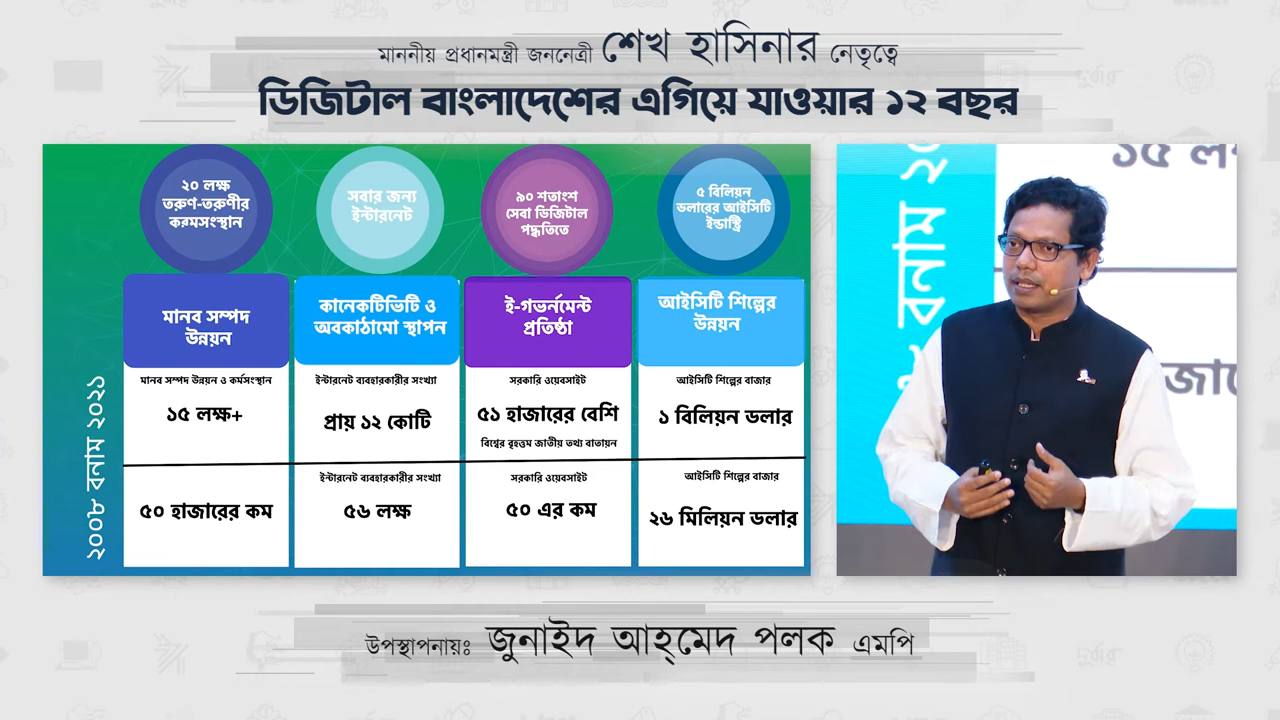 মাননীয় প্রধানমন্ত্রী জননেত্রী শেখ হাসিনার নেতৃত্বে
ডিজিটাল বাংলাদেশের এগিয়ে যাওয়ার ১২ বছর
২০ লক্ষ
তরুণ-তরুণীর
করমসংস্থান
সবার জন্য
ইন্টারনেট
৯০ শতাংশ
সেবা ডিজিটাল
পদ্ধতিতে
৫ বিলিয়ন
ডলারের আইসিটি
ইন্ডাস্ট্রি
মানব সম্পদ
উন্নয়ন
কানেকটিভিটি ও
অবকাঠামো স্থাপন
ই-গভর্নমেন্ট
প্রতিষ্ঠা
আইসিটি শিল্পের
উন্নয়ন
২০০৮ বনাম ২০২১
মানব সম্পদ উন্নয়ন ও কর্মসংস্থান
১৫ লক্ষ+
ইন্টারনেট ব্যবহারকারীর সংখ্যা
প্রায় ১২ কোটি
সরকারি ওয়েবসাইট
৫১ হাজারের বেশি
বিশ্বের বৃহত্তম জাতীয় তথ্য বাতায়ন
আইসিটি শিল্পের বাজার
১ বিলিয়ন ডলার
৫০ হাজারের কম
ইন্টারনেট ব্যবহারকারীর সংখ্যা
৫৬ লক্ষ
সরকারি ওয়েবসাইট
৫০ এর কম
আইসিটি শিল্পের বাজার
২৬ মিলিয়ন ডলার
১৫ ল
বনাম ২০
জারে
উপস্থাপনায়ঃ জুনাইদ আহ্‌মেদ পলক এমপি